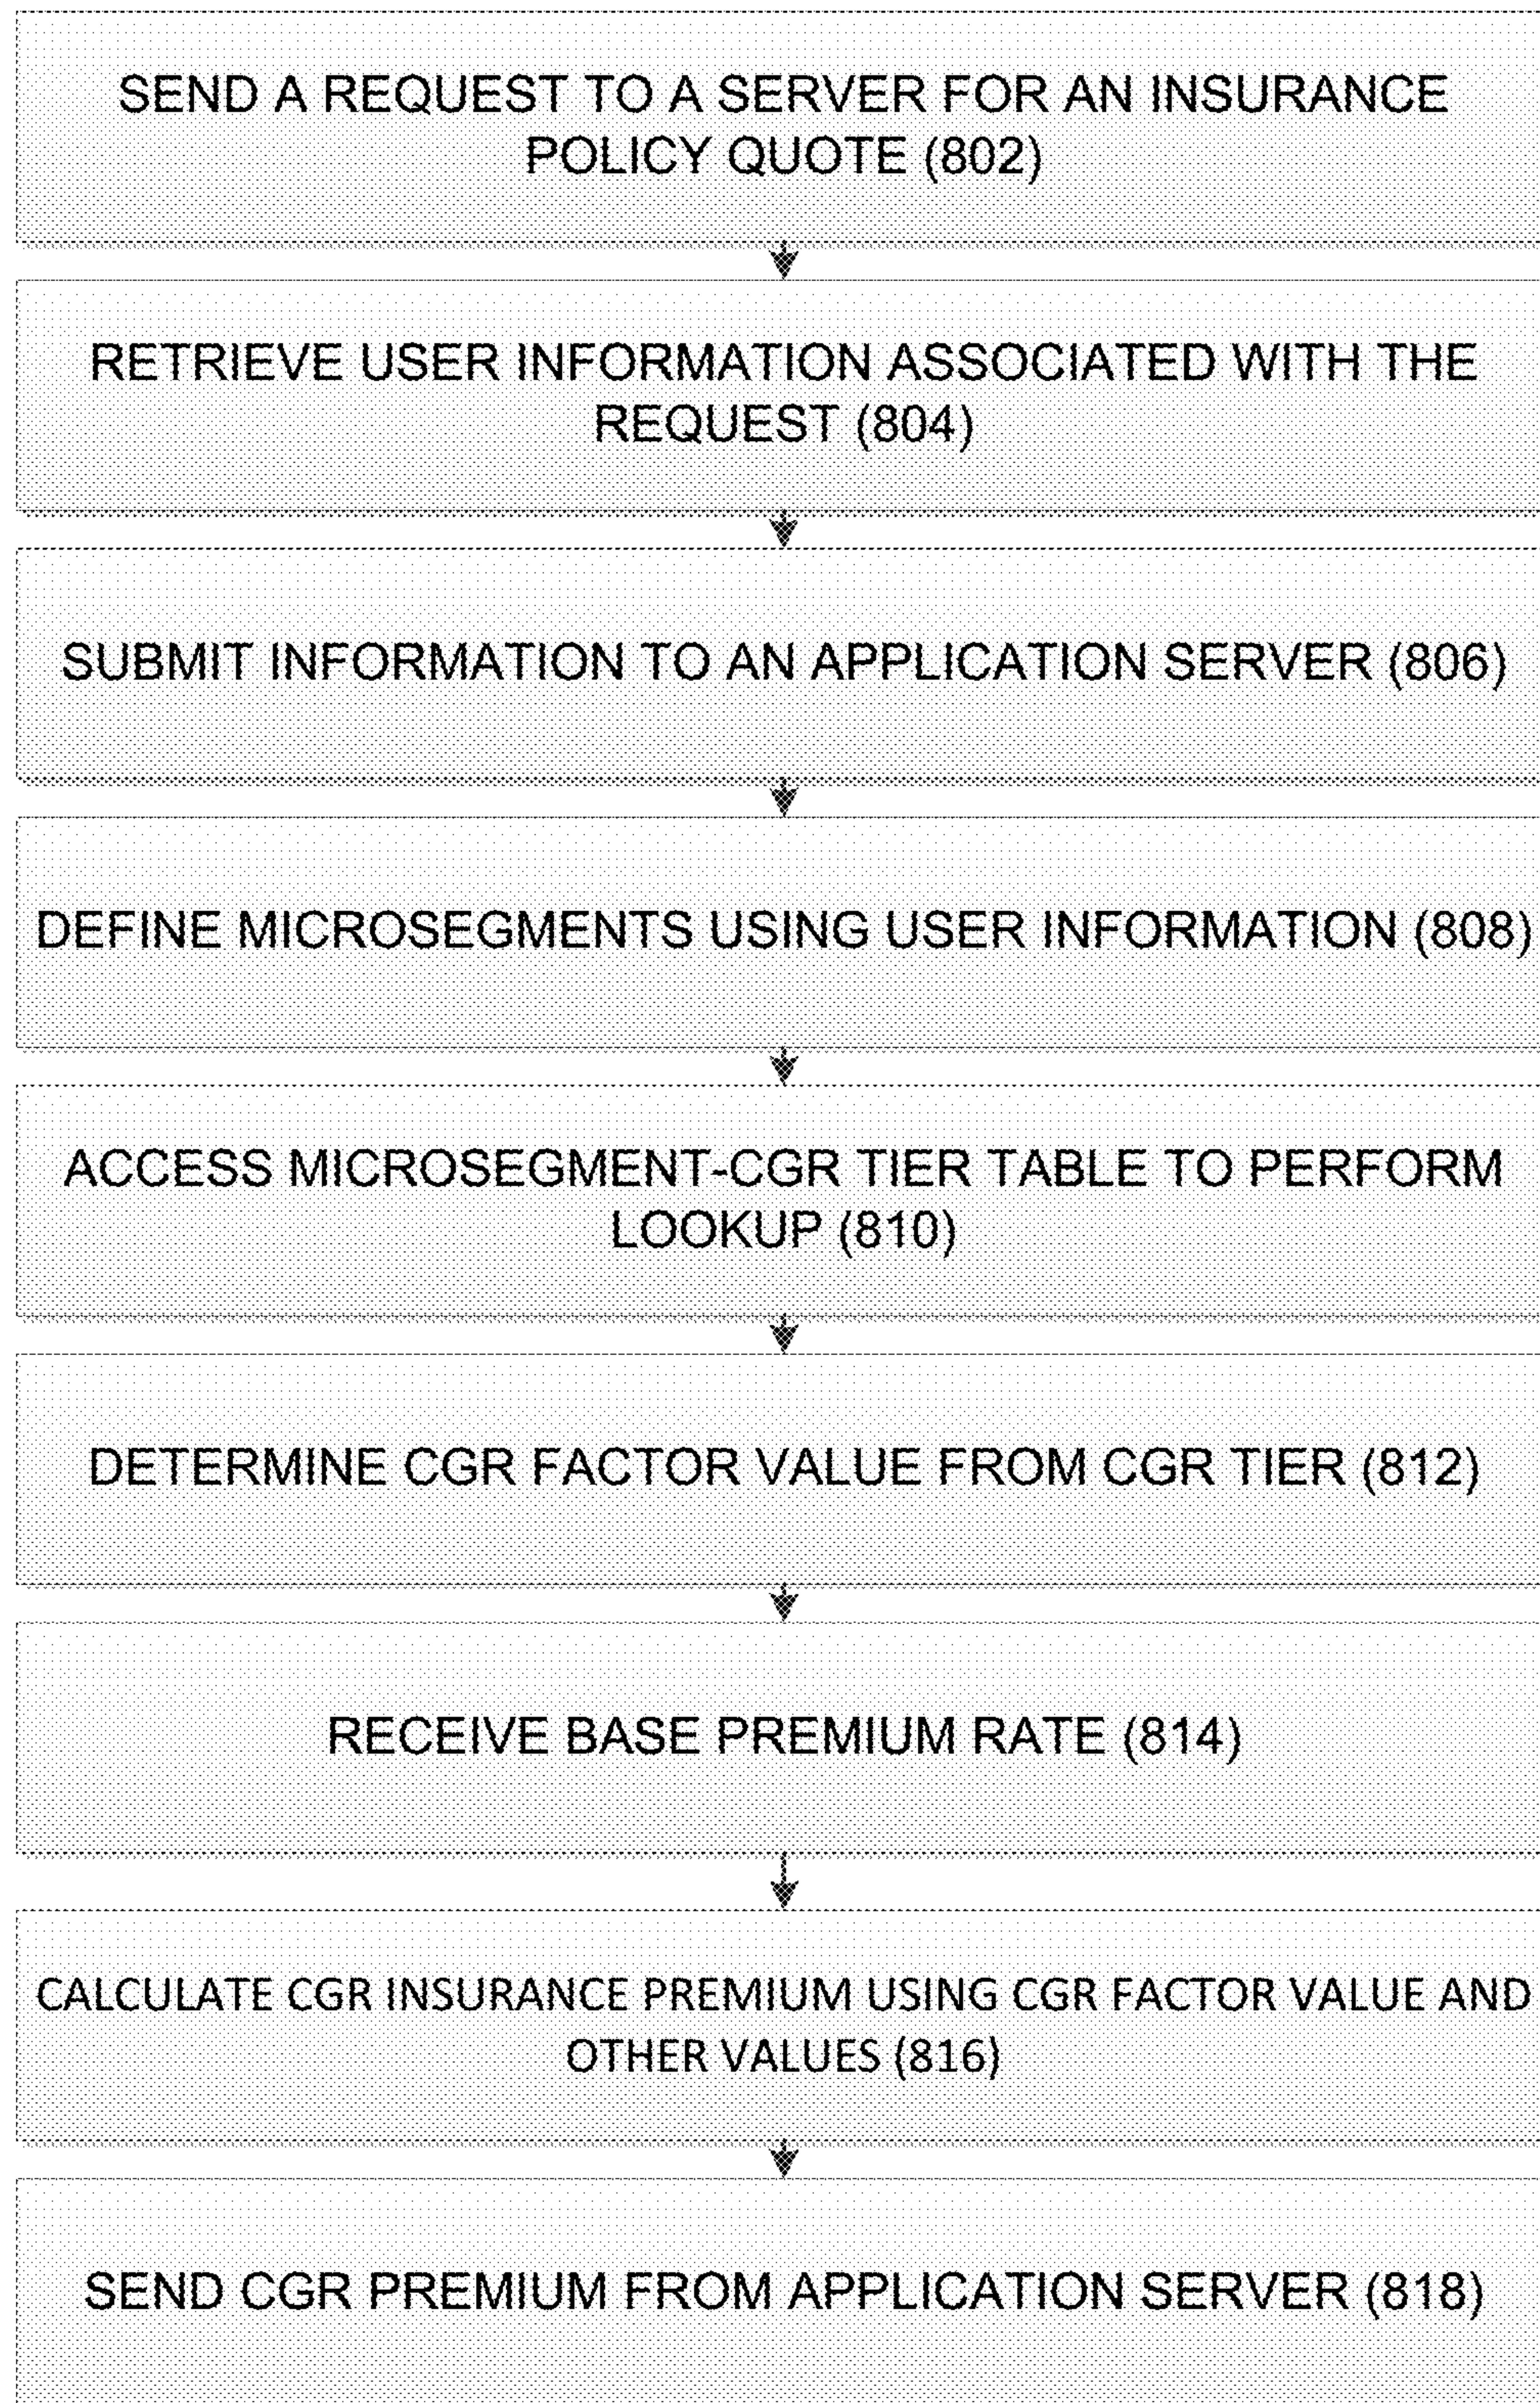 SEND A REQUEST TO A SERVER FOR AN INSURANCE
POLICY QUOTE (802)
RETRIEVE USER INFORMATION ASSOCIATED WITH THE
REQUEST (804)
SUBMIT INFORMATION TO AN APPLICATION SERVER (806)
DEFINE MICROSEGMENTS USING USER INFORMATION (808)
ACCESS MICROSEGMENT-CGR TIER TABLE TO PERFORM
LOOKUP (810)
DETERMINE CGR FACTOR VALUE FROM CGR TIER (812)
RECEIVE BASE PREMIUM RATE (814)
CALCULATE CGR INSURANCE PREMIUM USING CGR FACTOR VALUE AND
OTHER VALUES (816)
SEND CGR PREMIUM FROM APPLICATION SERVER (818)